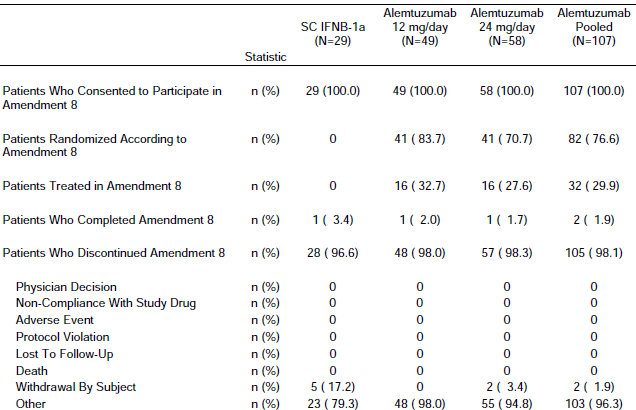 SC IFNB-1a Alemtuzumab 12 mg/day Alemtuzumab 24 mg/day Alemtuzumab Pooled
(N=29) (N=49) (N=58) (N=107)
Statistic
Patients Who Consented to Participate in Amendment 8 n (%) 29 (100.0) 49 (100.0) 58 (100.0) 107 (100.0)
Patients Randomized According to Amendment 8 n (%) 0 41 ( 83.7) 41 ( 70.7) 82 ( 76.6)
Patients Treated in Amendment 8 n (%) 0 16 ( 32.7) 16 ( 27.6) 32 ( 29.9)
Patients Who Completed Amendment 8 n (%) 1 ( 3.4) 1 ( 2.0) 1 ( 1.7) 2 ( 1.9)
Patients Who Discontinued Amendment 8 n (%) 28 ( 96.6) 48 ( 98.0) 57 ( 98.3) 105 ( 98.1)
Physician Decision n (%) 0 0 0 0
Non-Compliance With Study Drug n (%) 0 0 0 0
Adverse Event n (%) 0 0 0 0
Protocol Violation n (%) 0 0 0 0
Lost To Follow-Up n (%) 0 0 0 0
Death n (%) 0 0 0 0
Withdrawal By Subject n (%) 5 ( 17.2) 0 2 ( 3.4) 2 ( 1.9)
Other n (%) 23 ( 79.3) 48 ( 98.0) 55 ( 94.8) 103 ( 96.3)